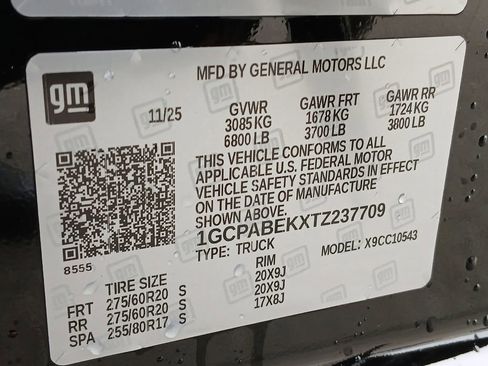 gm
MFD BY GENERAL MOTORS LLC
11/25 GVWR GAWR FRT GAWR RR
3085 KG 1678 KG 1724 KG
6800 LB 3700 LB 3800 LB
THIS VEHICLE CONFORMS TO ALL
APPLICABLE U.S. FEDERAL MOTOR
VEHICLE SAFETY STANDARDS IN EFFECT
ON THE DATE OF MANUFACTURE
SHOWN ABOVE.
1GCPABEKXTZ237709
8555
TYPE: TRUCK MODEL: X9CC10543
TIRE SIZE RIM
FRT 275/60R20 S 20X9J
RR 275/60R20 S 20X9J
SPA 255/80R17 S 17X8J